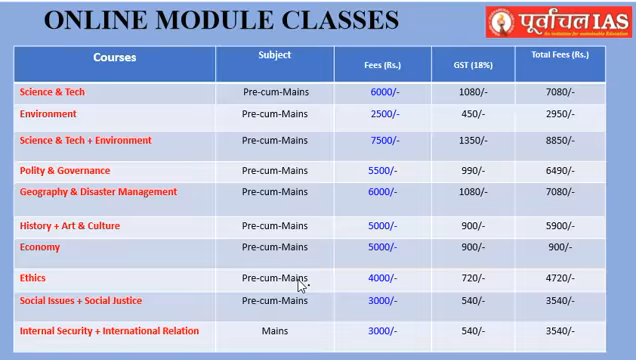 ONLINE MODULE CLASSES
पूर्वांचल IAS
An Institution for sustainable Education
Courses Subject Fees (Rs.) GST (18%) Total Fees (Rs.)
Science & Tech Pre-cum-Mains 6000/- 1080/- 7080/-
Environment Pre-cum-Mains 2500/- 450/- 2950/-
Science & Tech + Environment Pre-cum-Mains 7500/- 1350/- 8850/-
Polity & Governance Pre-cum-Mains 5500/- 990/- 6490/-
Geography & Disaster Management Pre-cum-Mains 6000/- 1080/- 7080/-
History + Art & Culture Pre-cum-Mains 5000/- 900/- 5900/-
Economy Pre-cum-Mains 5000/- 900/- 900/-
Ethics Pre-cum-Mains 4000/- 720/- 4720/-
Social Issues + Social Justice Pre-cum-Mains 3000/- 540/- 3540/-
Internal Security + International Relation Mains 3000/- 540/- 3540/-